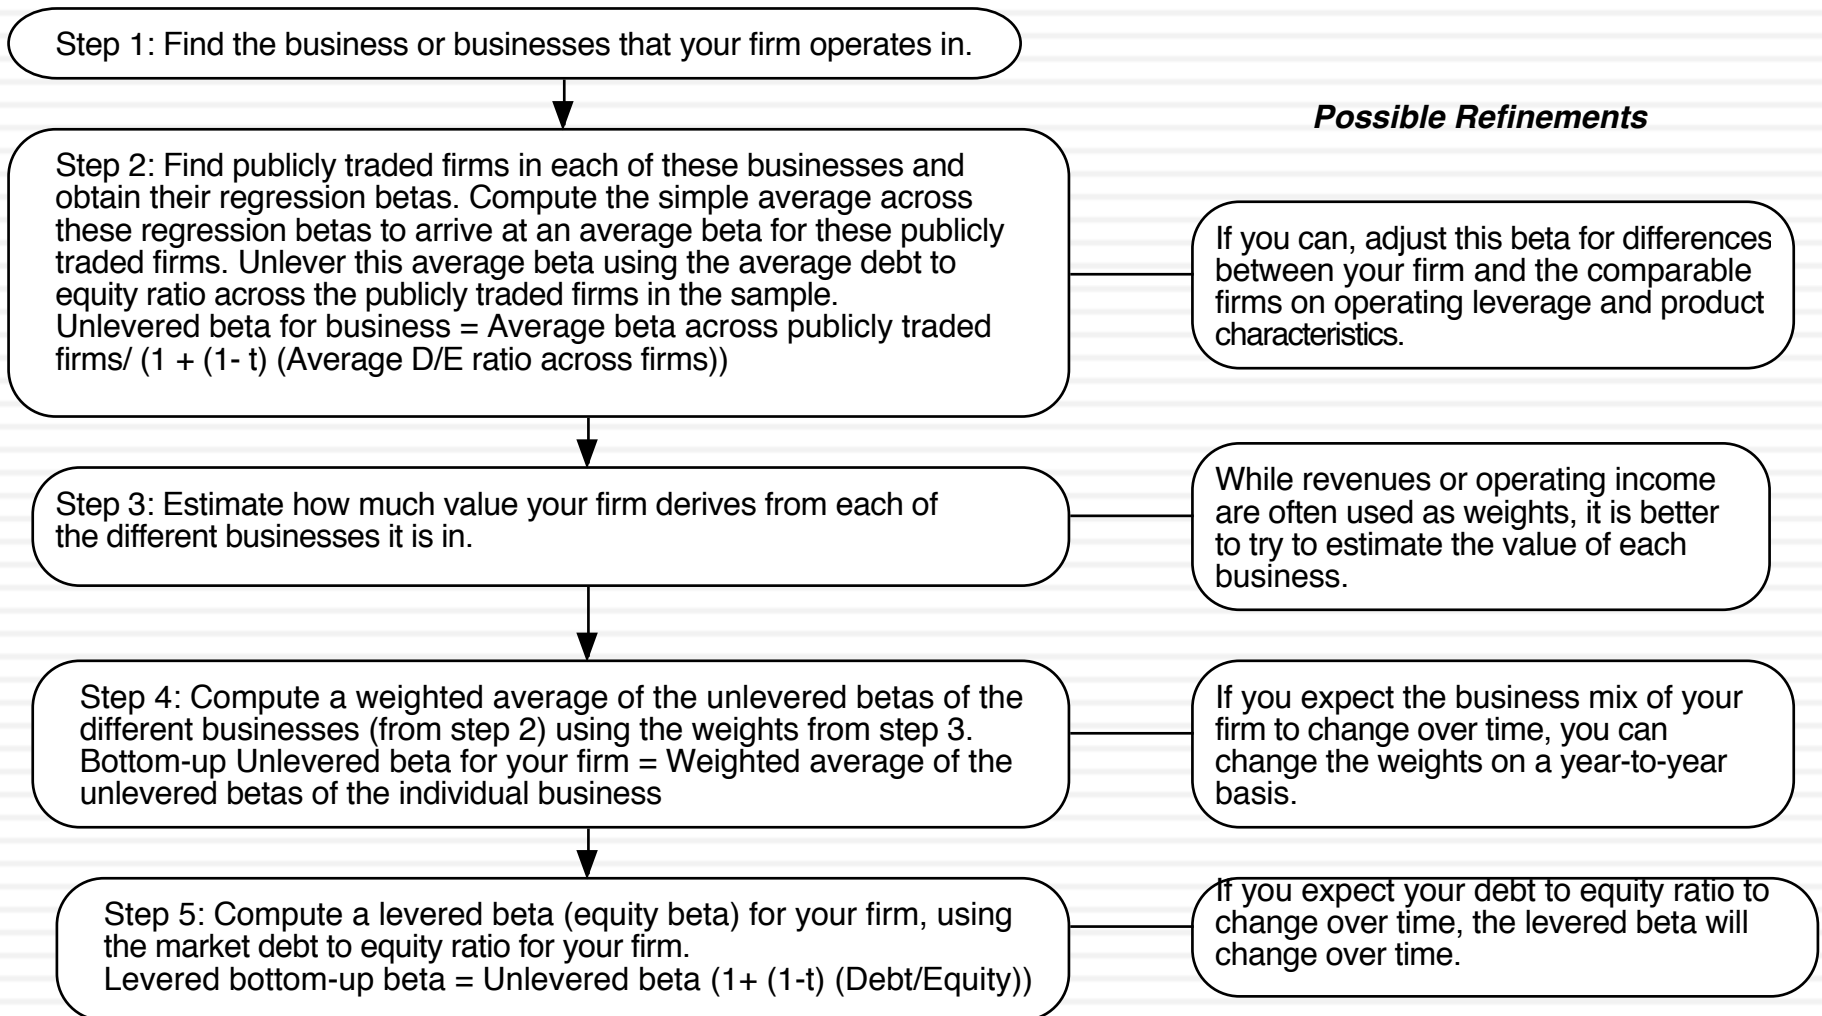 Step 1: Find the business or businesses that your firm operates in.
Possible Refinements
Step 2: Find publicly traded firms in each of these businesses and
obtain their regression betas. Compute the simple average across
these regression betas to arrive at an average beta for these publicly
traded firms. Unlever this average beta using the average debt to
equity ratio across the publicly traded firms in the sample.
Unlevered beta for business = Average beta across publicly traded
firms/ (1 + (1- t) (Average D/E ratio across firms))
If you can, adjust this beta for differences
between your firm and the comparable
firms on operating leverage and product
characteristics.
Step 3: Estimate how much value your firm derives from each of
the different businesses it is in.
While revenues or operating income
are often used as weights, it is better
to try to estimate the value of each
business.
Step 4: Compute a weighted average of the unlevered betas of the
different businesses (from step 2) using the weights from step 3.
Bottom-up Unlevered beta for your firm = Weighted average of the
unlevered betas of the individual business
If you expect the business mix of your
firm to change over time, you can
change the weights on a year-to-year
basis.
Step 5: Compute a levered beta (equity beta) for your firm, using
the market debt to equity ratio for your firm.
Levered bottom-up beta = Unlevered beta (1+ (1-t) (Debt/Equity))
If you expect your debt to equity ratio to
change over time, the levered beta will
change over time.